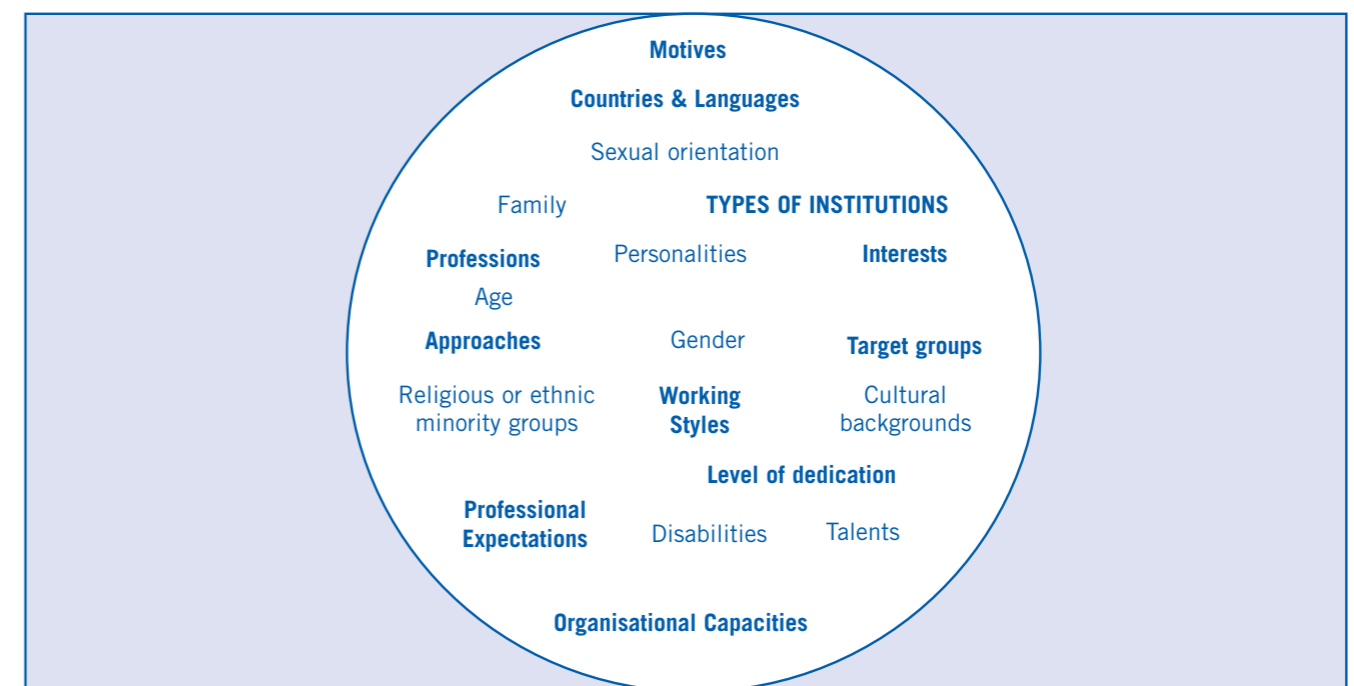 Motives
Countries & Languages
Sexual orientation
Family
TYPES OF INSTITUTIONS
Professions
Personalities
Interests
Age
Approaches
Gender
Target groups
Religious or ethnic
minority groups
Working
Styles
Cultural
backgrounds
Level of dedication
Professional
Expectations
Disabilities
Talents
Organisational Capacities